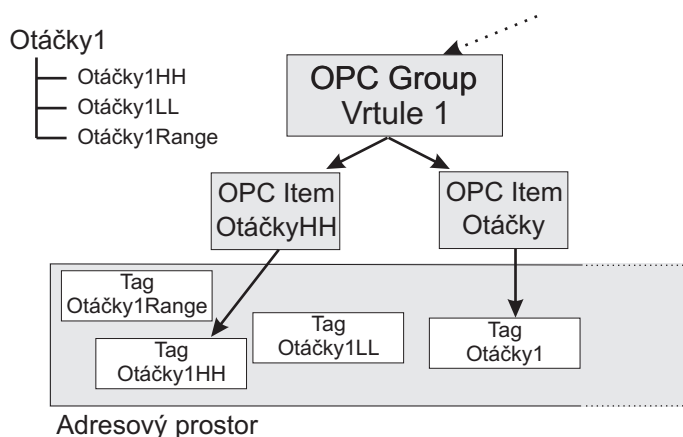 Otáčky1
Otáčky1HH
Otáčky1LL
Otáčky1Range
OPC Group
Vrtule 1
OPC Item
OtáčkyHH
OPC Item
Otáčky
Tag
Otáčky1Range
Tag
Otáčky1HH
Tag
Otáčky1LL
Tag
Otáčky1
Adresový prostor